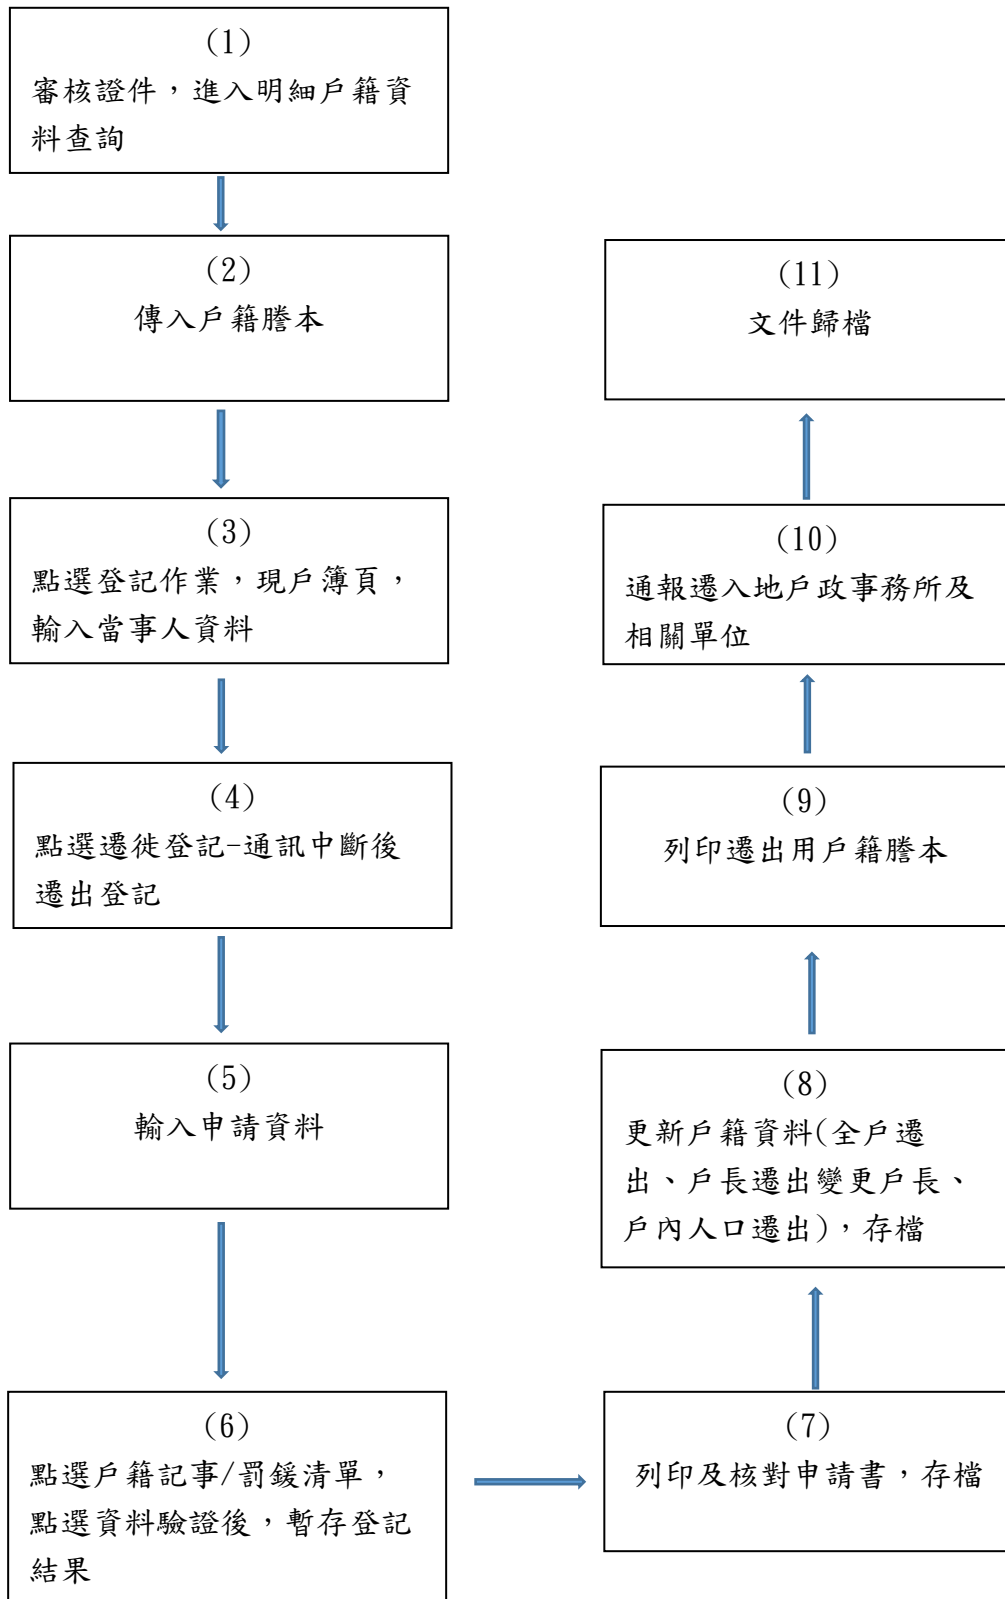 (1)
審核證件，進入明細戶籍資
料查詢
(2)
傳入戶籍謄本
(3)
點選登記作業，現戶簿頁，
輸入當事人資料
(4)
點選遷徙登記-通訊中斷後
遷出登記
(5)
輸入申請資料
(6)
點選戶籍記事/罰鍰清單，
點選資料驗證後，暫存登記
結果
(7)
列印及核對申請書，存檔
(8)
更新戶籍資料(全戶遷
出、戶長遷出變更戶長、
戶內人口遷出)，存檔
(9)
列印遷出用戶籍謄本
(10)
通報遷入地戶政事務所及
相關單位
(11)
文件歸檔